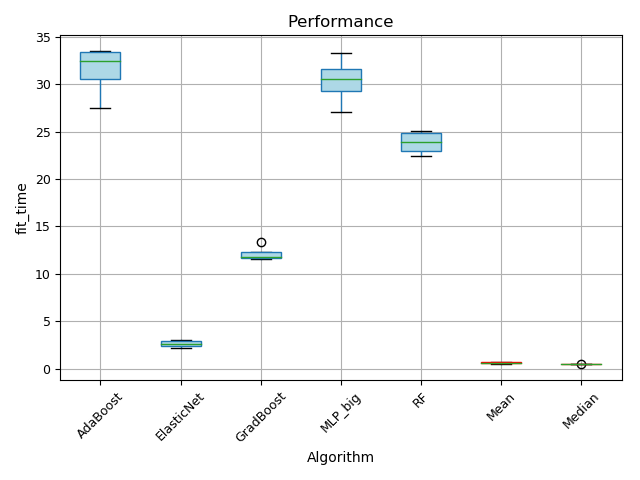 Performance
fit_time
35
30
25
20
15
10
5
0
AdaBoost
ElasticNet
GradBoost
MLP_big
RF
Mean
Median
Algorithm